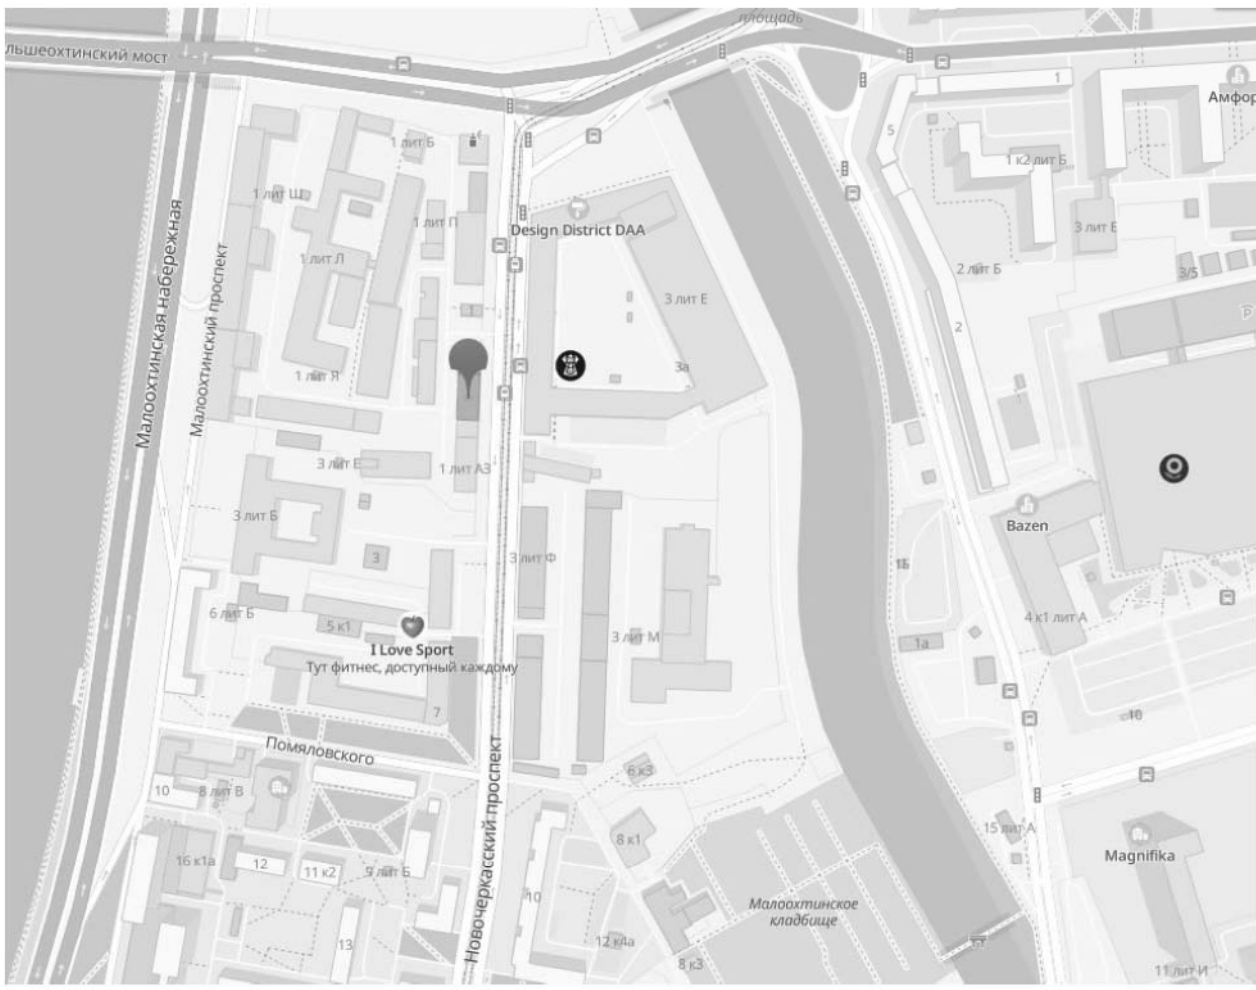 площадь
льшеохтинский мост
1
Амфор
5
1 лит Б
1 к2 лит Б
1 лит Ш
1 лит П
Design District DAA
3 лит Е
Малоохтинская набережная
Малоохтинский проспект
1 лит Л
2 лит Б
3/5
3 лит Е
1
2
Р
3а
1 лит Я
3 лит Е
1 лит АЗ
3 лит Б
Bazen
3
3 лит Ф
6 лит Б
5 к1
3 лит М
1а
4 к1 лит А
I Love Sport
Тут фитнес, доступный каждому
7
Помяловского
Новочеркасский проспект
6 к3
10
8 лит В
8 к1
15 лит А
Magnifika
16 к1а
12
11 к2
9 лит Б
10
Малоохтинское
кладбище
13
12 к4а
8 к3
11 лит И